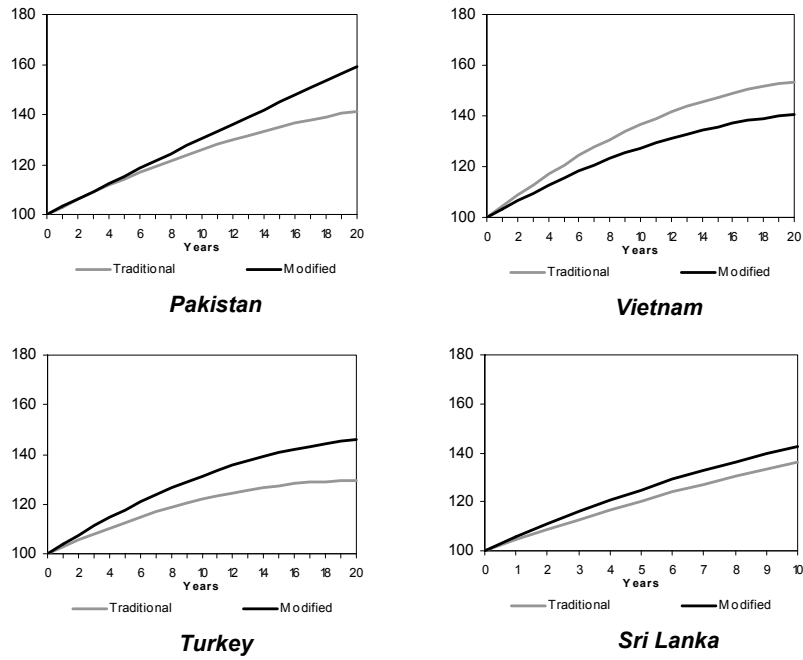 180
160
140
120
100
0 2 4 6 8 10 12 14 16 18 20
Years
Traditional Modified
Pakistan
180
160
140
120
100
0 2 4 6 8 10 12 14 16 18 20
Years
Traditional Modified
Vietnam
180
160
140
120
100
0 2 4 6 8 10 12 14 16 18 20
Years
Traditional Modified
Turkey
180
160
140
120
100
0 1 2 3 4 5 6 7 8 9 10
Years
Traditional Modified
Sri Lanka